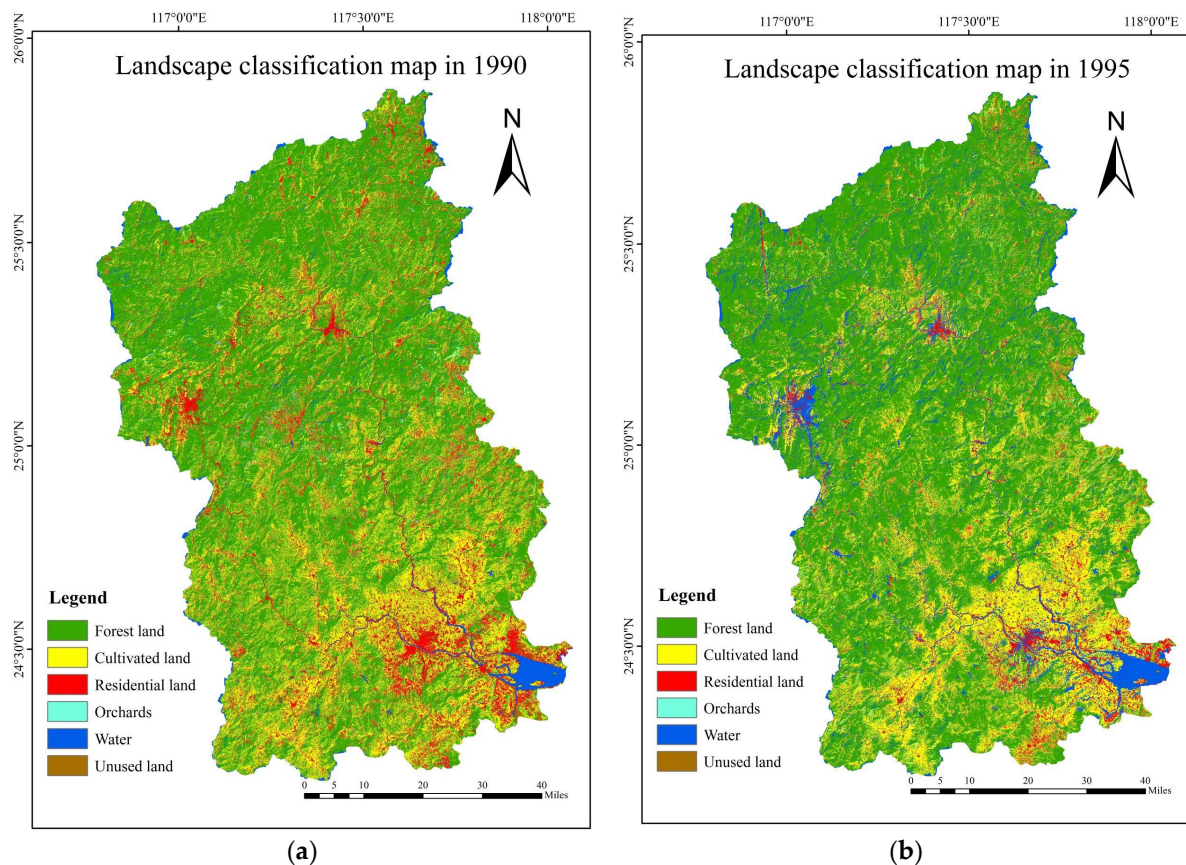 117°0'0"E 117°30'0"E 118°0'0"E
26°0'0"N
Landscape classification map in 1990
N
25°30'0"N
25°0'0"N
24°30'0"N
Legend
Forest land
Cultivated land
Residential land
Orchards
Water
Unused land
0 5 10 20 30 40
Miles
(a)
117°0'0"E 117°30'0"E 118°0'0"E
26°0'0"N
Landscape classification map in 1995
N
25°30'0"N
25°0'0"N
24°30'0"N
Legend
Forest land
Cultivated land
Residential land
Orchards
Water
Unused land
0 5 10 20 30 40
Miles
(b)